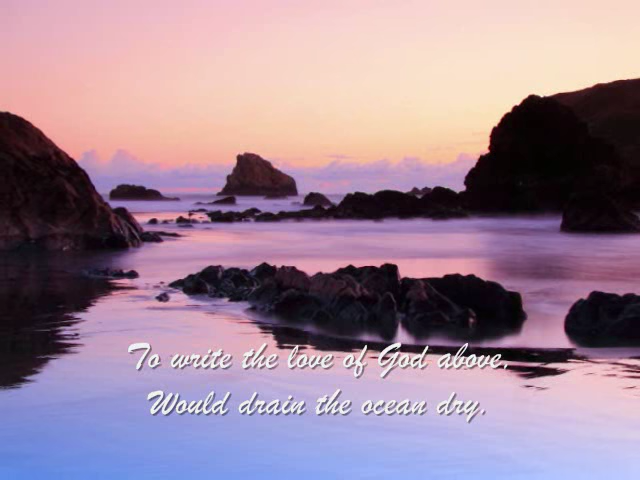 To write the love of God above,
Would drain the ocean dry.